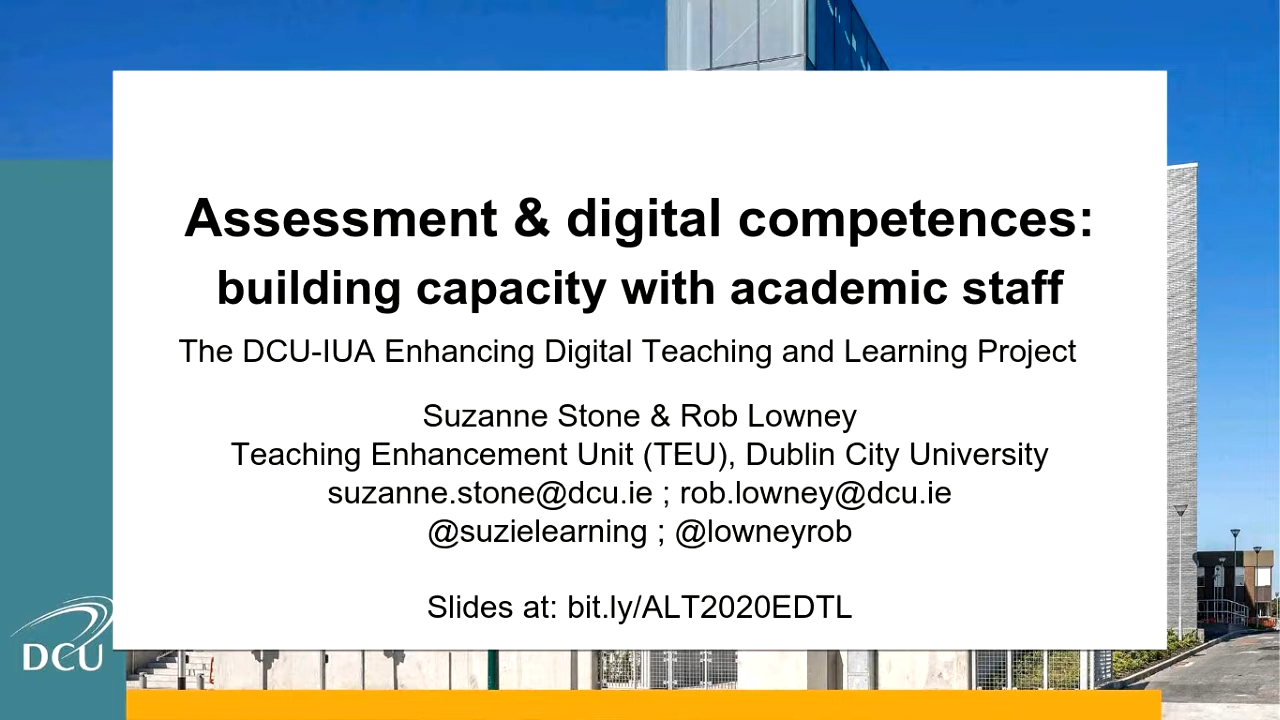 Assessment & digital competences:
building capacity with academic staff
The DCU-IUA Enhancing Digital Teaching and Learning Project
Suzanne Stone & Rob Lowney
Teaching Enhancement Unit (TEU), Dublin City University
suzanne.stone@dcu.ie ; rob.lowney@dcu.ie
@suzielearning ; @lowneyrob
Slides at: bit.ly/ALT2020EDTL
DCU